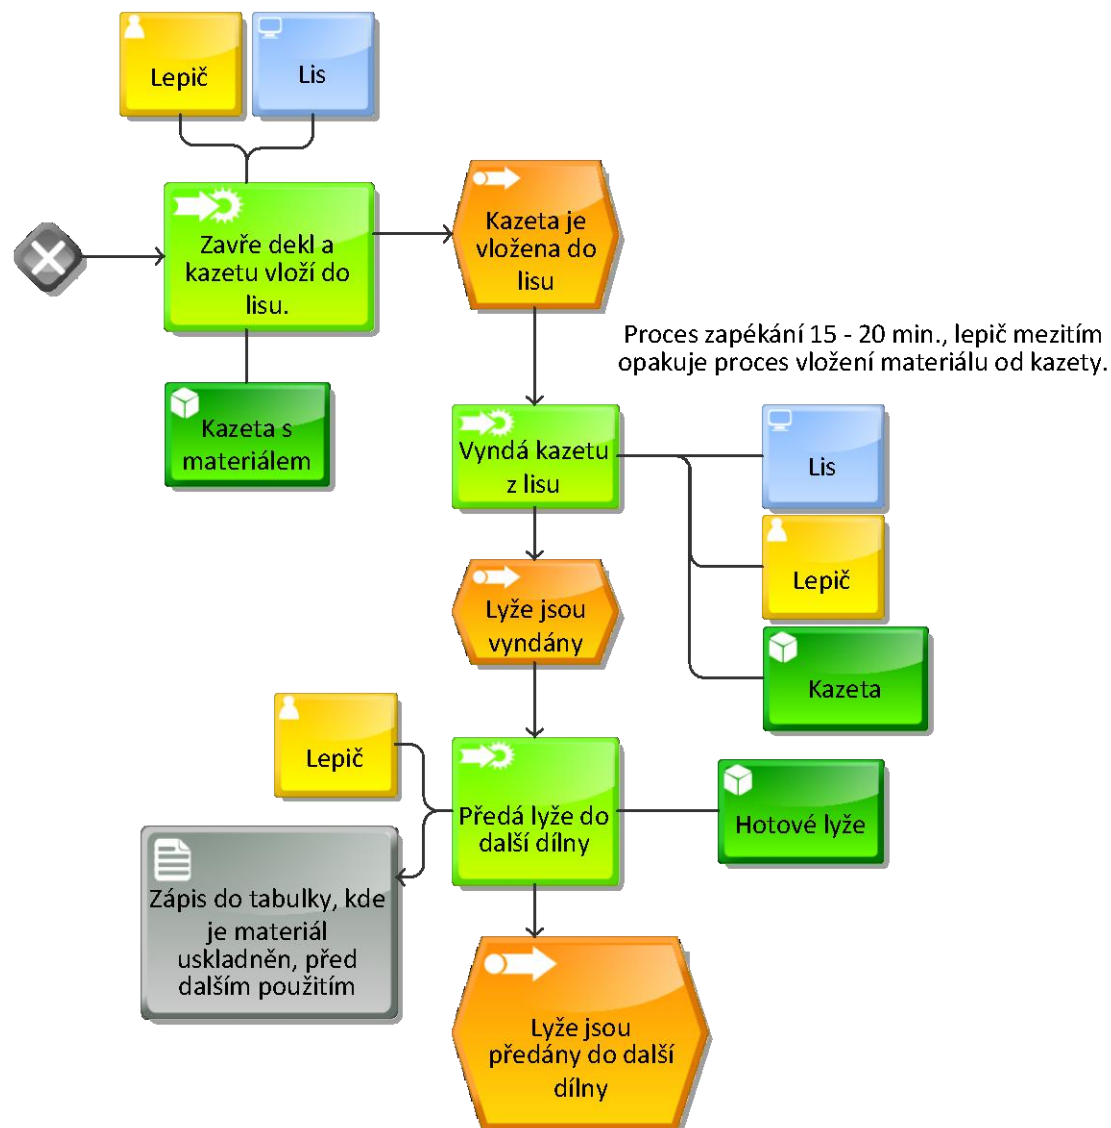 Lepič
Lis
Zavře dekl a
kazetu vloží do
lisu.
Kazeta je
vložena do
lisu
Proces zapékání 15 - 20 min., lepič mezitím
opakuje proces vložení materiálu od kazety.
Kazeta s
materiálem
Vyndá kazetu
z lisu
Lis
Lepič
Lyže jsou
vyndány
Kazeta
Lepič
Předá lyže do
další dílny
Hotové lyže
Zápis do tabulky, kde
je materiál
uskladněn, před
dalším použitím
Lyže jsou
předány do další
dílny